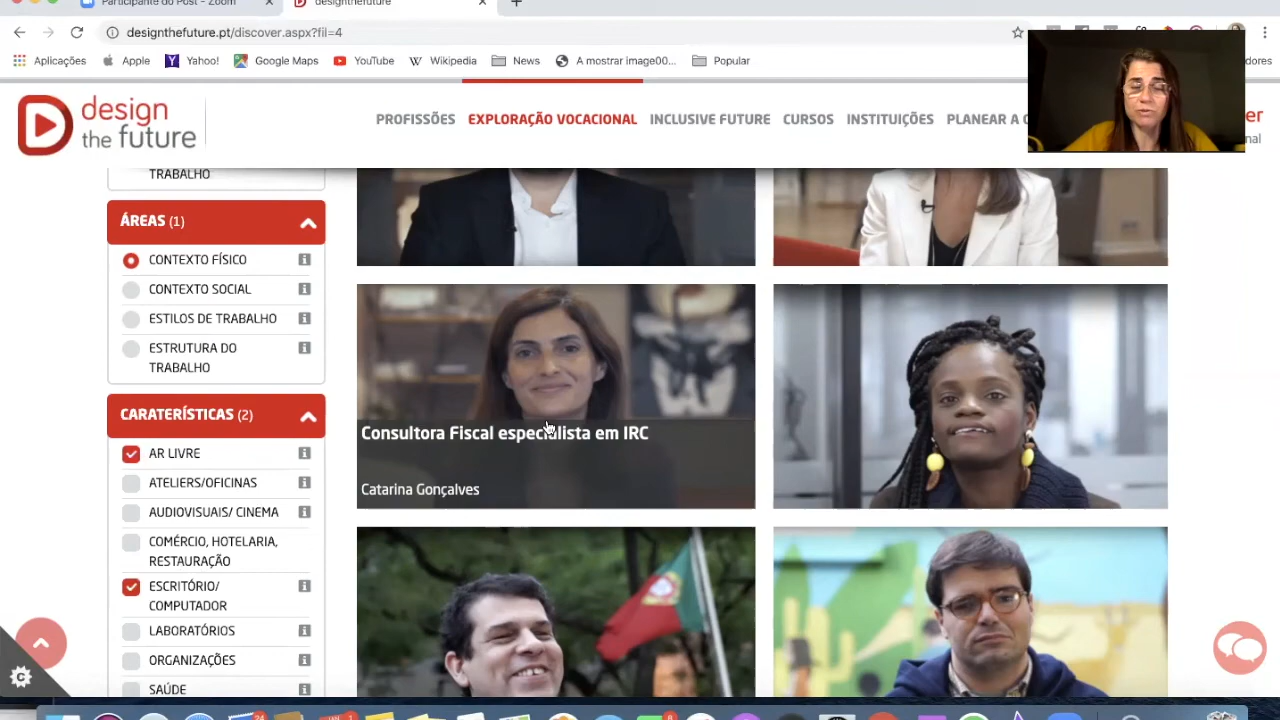 Participante do Post - Zoom
designthefuture
designthefuture.pt/discover.aspx?fii=4
Aplicações
Apple
Yahoo!
Google Maps
YouTube
Wikipedia
News
A mostrar image00...
Popular
design
the future
PROFISSÕES
EXPLORAÇÃO VOCACIONAL
INCLUSIVE FUTURE
CURSOS
INSTITUIÇÕES
PLANEAR A
TRABALHO
ÁREAS (1)
CONTEXTO FÍSICO
CONTEXTO SOCIAL
ESTILOS DE TRABALHO
ESTRUTURA DO
TRABALHO
CARATERÍSTICAS (2)
AR LIVRE
ATELIERS/OFICINAS
AUDIOVISUAIS/ CINEMA
COMÉRCIO, HOTELARIA,
RESTAURAÇÃO
ESCRITÓRIO/
COMPUTADOR
LABORATÓRIOS
ORGANIZAÇÕES
SAÚDE
Consultora Fiscal especialista em IRC
Catarina Gonçalves